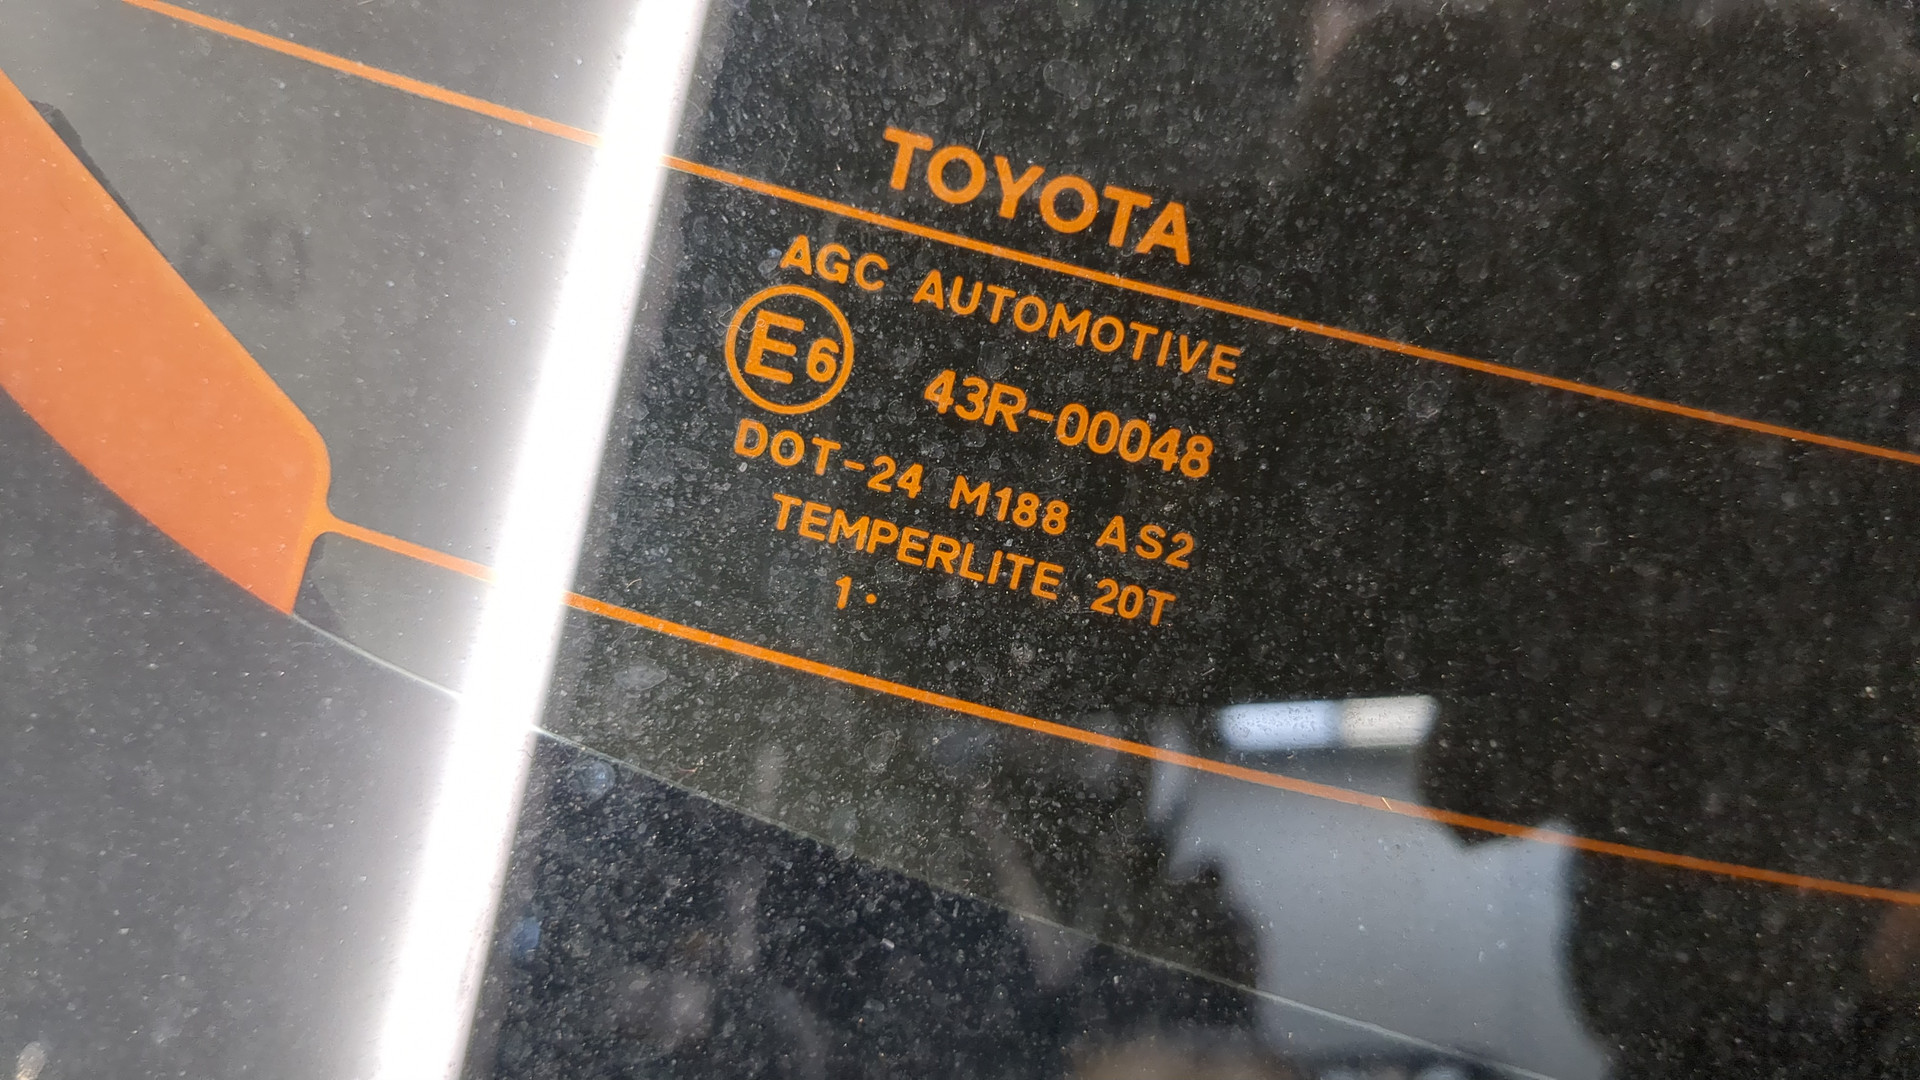 TOYOTA
AGC AUTOMOTIVE
E6 43R-00048
DOT-24 M188 AS2
TEMPERLITE 20T
1·